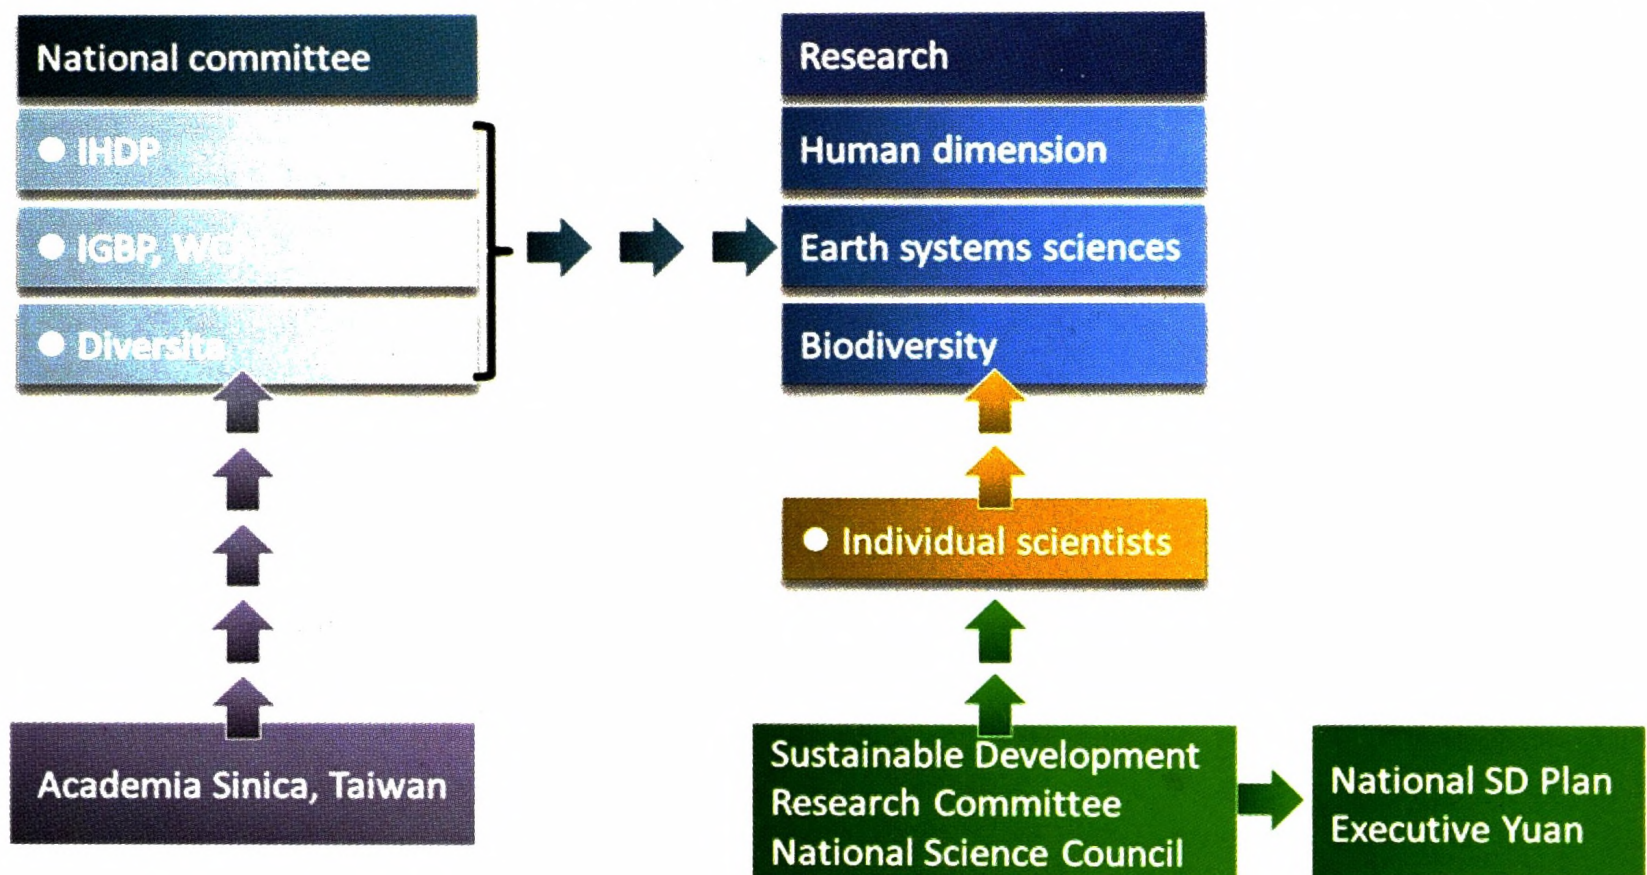 National committee
● IHDP
● IGBP,
● Diversita
Academia Sinica, Taiwan
Research
Human dimension
Earth systems sciences
Biodiversity
● Individual scientists
Sustainable Development
Research Committee
National Science Council
National SD Plan
Executive Yuan